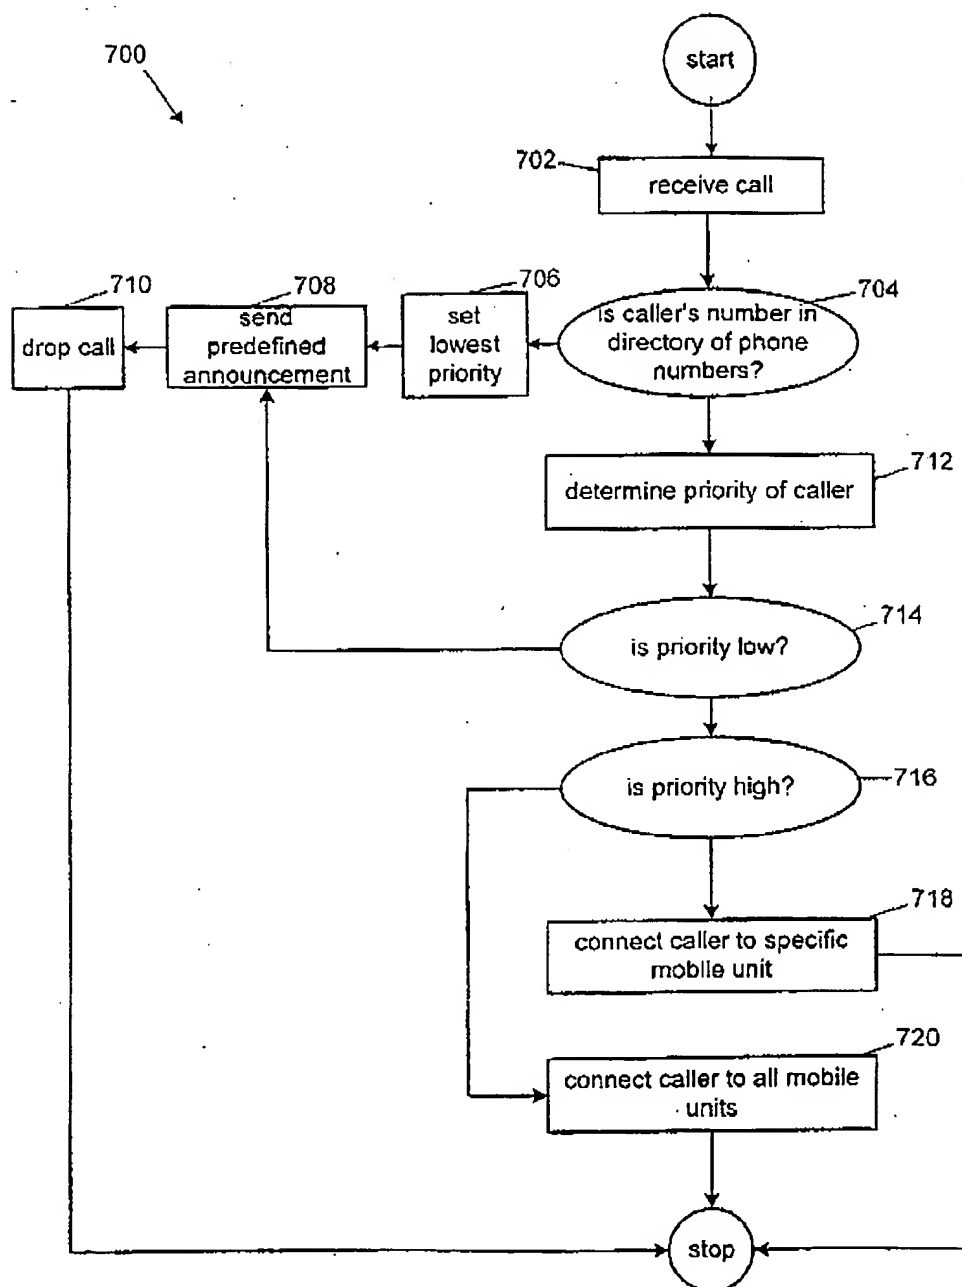 700
start
702
receive call
704
is caller's number in
directory of phone
numbers?
706
set
lowest
priority
708
send
predefined
announcement
710
drop call
712
determine priority of caller
714
is priority low?
716
is priority high?
718
connect caller to specific
mobile unit
720
connect caller to all mobile
units
stop